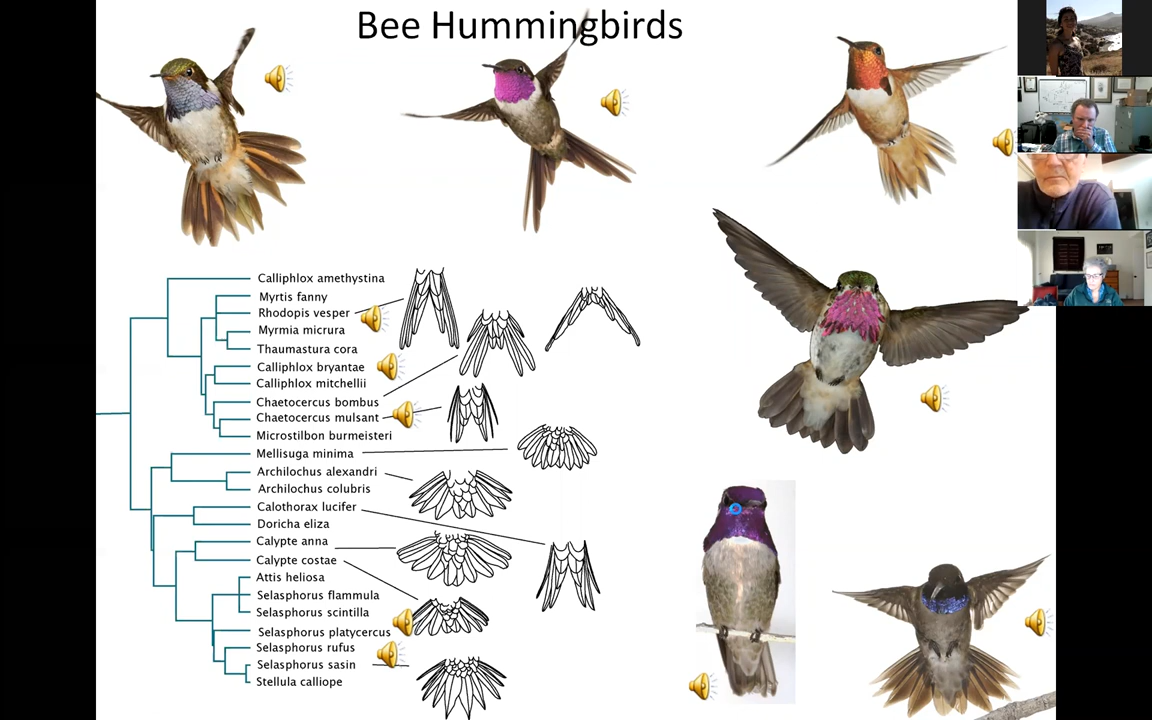 Bee Hummingbirds
Calliphlox amethystina
Myrtis fanny
Rhodopis vesper
Myrmia micrura
Thaumastura cora
Calliphlox bryantae
Calliphlox mitchellii
Chaetocercus bombus
Chaetocercus mulsant
Microstilbon burmeisteri
Mellisuga minima
Archilochus alexandri
Archilochus colubris
Calothorax lucifer
Doricha eliza
Calypte anna
Calypte costae
Attis heliosa
Selasphorus flammula
Selasphorus scintilla
Selasphorus platycercus
Selasphorus rufus
Selasphorus sasin
Stellula calliope